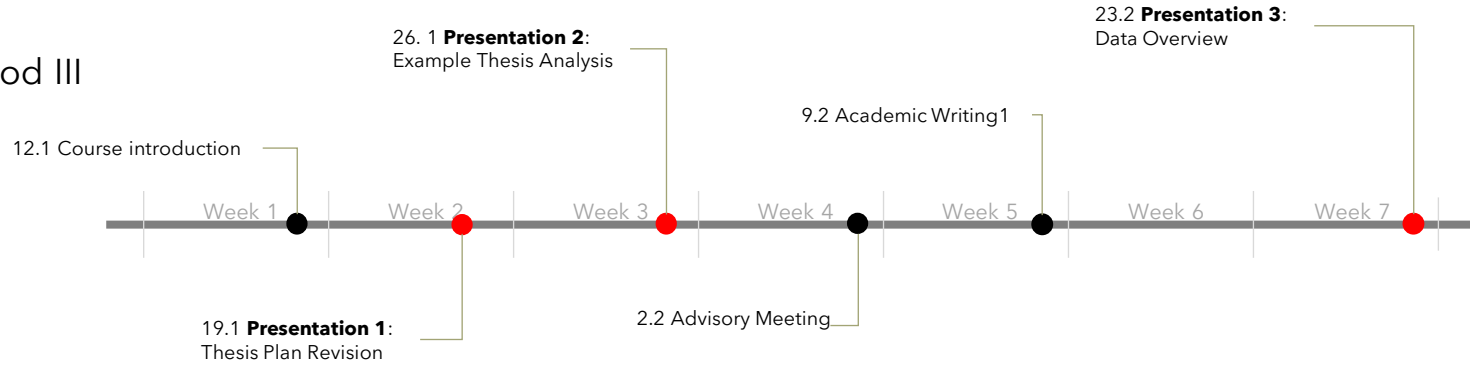 23.2 Presentation 3:
Data Overview
26. 1 Presentation 2:
Example Thesis Analysis
od III
9.2 Academic Writing1
12.1 Course introduction
Week 1
Week 2
Week 3
Week 4
Week 5
Week 6
Week 7
19.1 Presentation 1:
Thesis Plan Revision
2.2 Advisory Meeting